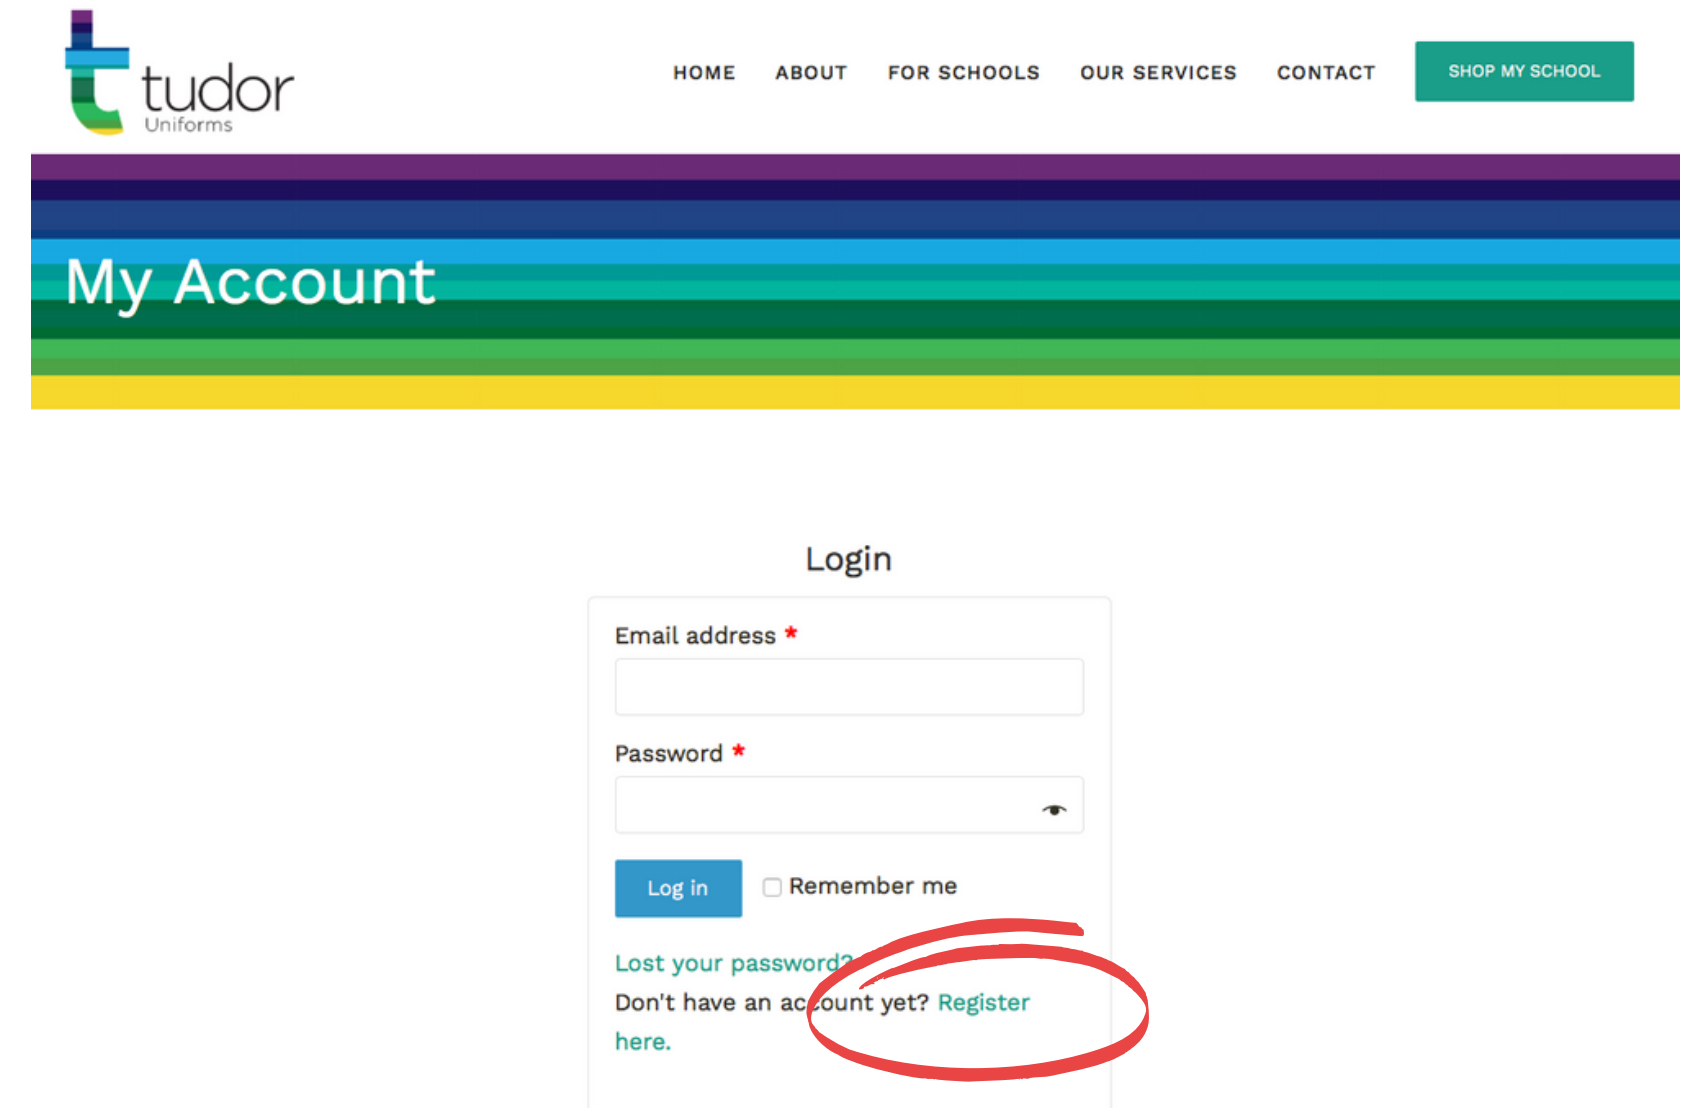 tudor
Uniforms
HOME ABOUT FOR SCHOOLS OUR SERVICES CONTACT SHOP MY SCHOOL
My Account
Login
Email address *
Password *
Log in Remember me
Lost your password?
Don't have an account yet? Register
here.